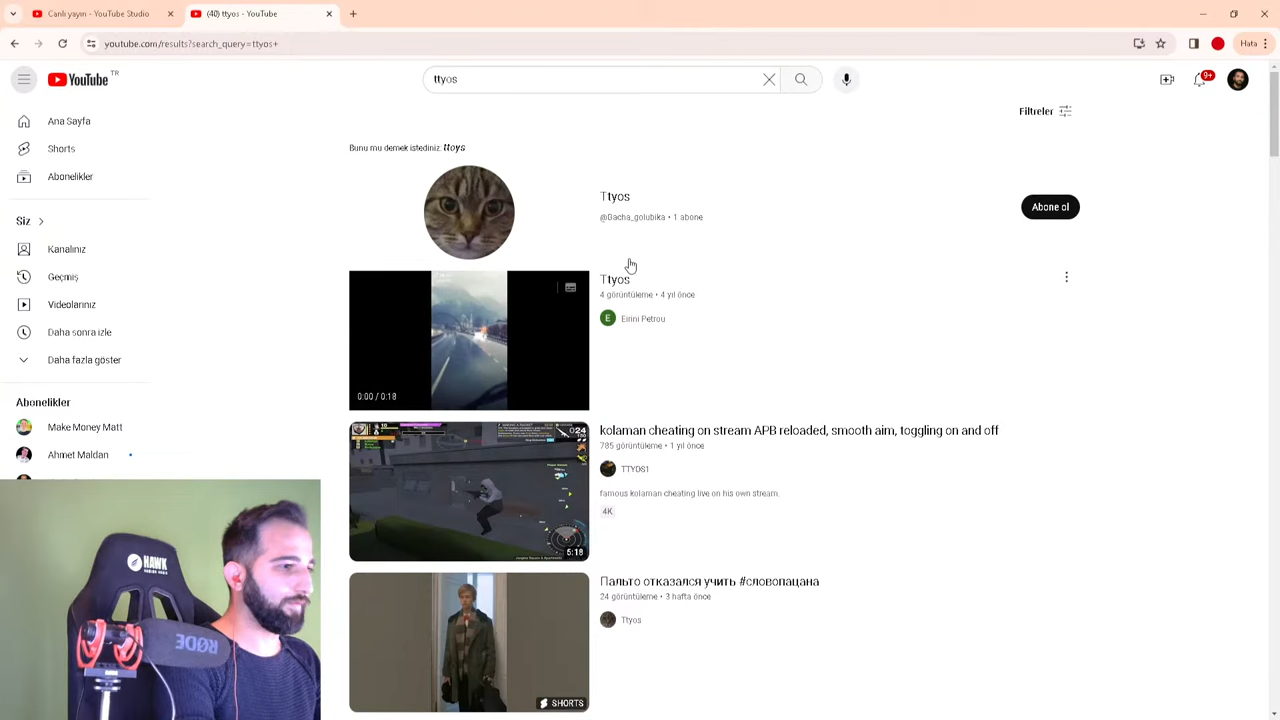 Canlı yayın - YouTube Studio
(40) ttyos - YouTube
youtube.com/results?search_query=ttyos+
Hata
YouTube TR
ttyos
9+
Filtreler
Ana Sayfa
Shorts
Abonelikler
Siz
Kanalınız
Geçmiş
Videolarınız
Daha sonra izle
Daha fazla göster
Abonelikler
Make Money Matt
Ahmet Maldan
Bunu mu demek istediniz: ttoys
Ttyos
@Bacha_golubika • 1 abone
Abone ol
0:00 / 0:18
Ttyos
4 görüntüleme • 4 yıl önce
E
Eirini Petrou
5:18
kolaman cheating on stream APB reloaded, snap on aim, toggling on and off
785 görüntüleme • 1 yıl önce
TTYDS1
famous kolaman cheating live on his own stream.
4K
SHORTS
Пальто отказался учить #словопацана
24 görüntüleme • 3 hafta önce
Ttyos
HAWK
RØDE